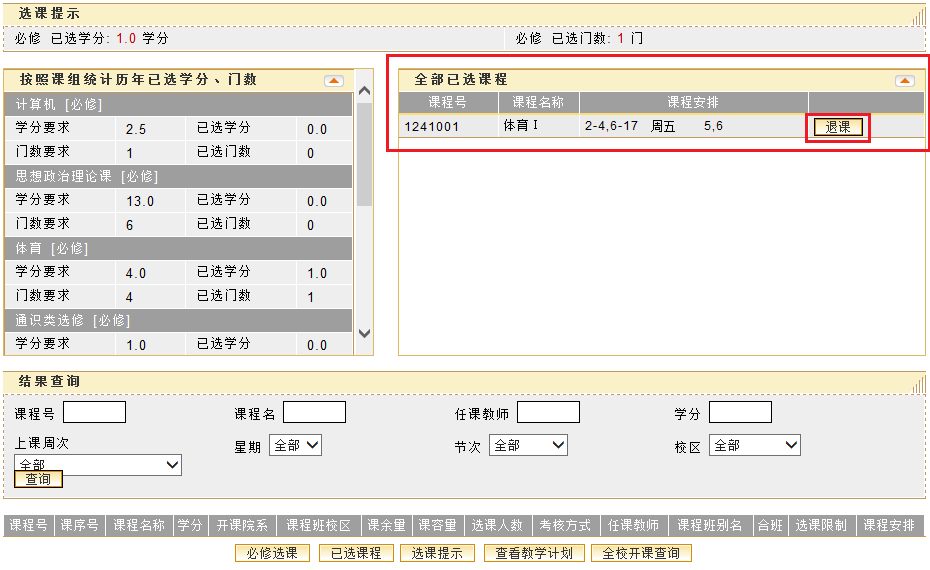 选课提示
必修 已选学分: 1.0 学分 必修 已选门数: 1 门
按照课组统计历年已选学分、门数
计算机 [必修]
学分要求 2.5 已选学分 0.0
门数要求 1 已选门数 0
思想政治理论课 [必修]
学分要求 13.0 已选学分 0.0
门数要求 6 已选门数 0
体育 [必修]
学分要求 4.0 已选学分 1.0
门数要求 4 已选门数 1
通识类选修 [必修]
学分要求 1.0 已选学分 0.0
全部已选课程
课程号 课程名称 课程安排
1241001 体育Ⅰ 2-4,6-17 周五 5,6 退课
结果查询
课程号 课程名 任课教师 学分
上课周次 星期 全部 节次 全部 校区 全部
全部
查询
课程号 课序号 课程名称 学分 开课院系 课程班校区 课余量 课容量 选课人数 考核方式 任课教师 课程班别名 合班 选课限制 课程安排
必修选课 已选课程 选课提示 查看教学计划 全校开课查询